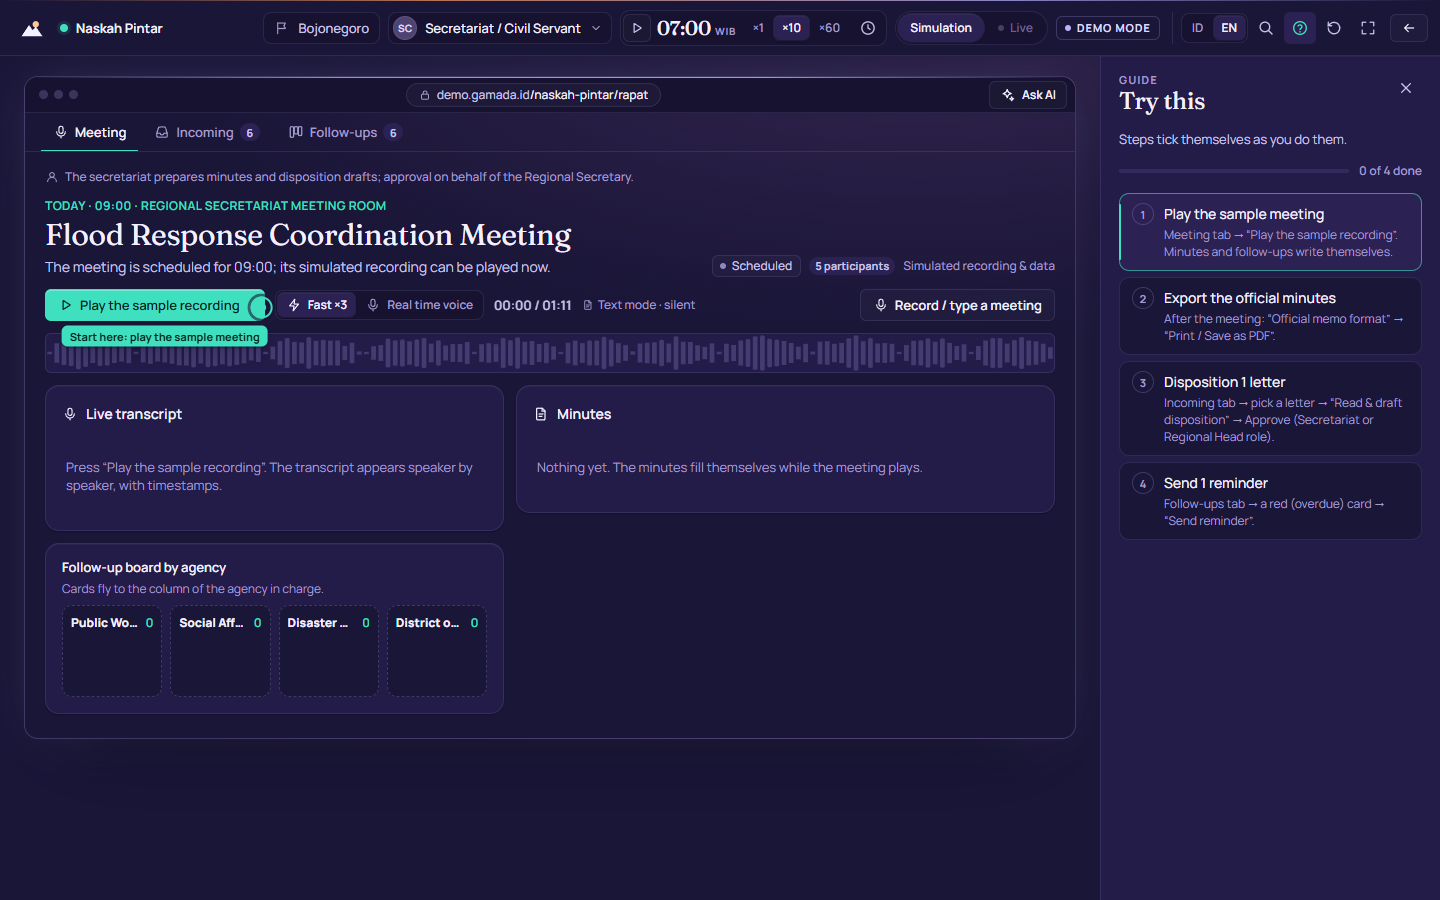 Naskah Pintar
Bojonegoro
SC Secretariat / Civil Servant
07:00 WIB ×1 ×10 ×60
Simulation Live
DEMO MODE
ID EN
demo.gamada.id/naskah-pintar/rapat
Ask AI
Meeting Incoming 6 Follow-ups 6
The secretariat prepares minutes and disposition drafts; approval on behalf of the Regional Secretary.
TODAY · 09:00 · REGIONAL SECRETARIAT MEETING ROOM
Flood Response Coordination Meeting
The meeting is scheduled for 09:00; its simulated recording can be played now.
Scheduled 5 participants Simulated recording & data
Play the sample recording Fast ×3 Real time voice 00:00 / 01:11 Text mode · silent Record / type a meeting
Start here: play the sample meeting
Live transcript
Press “Play the sample recording”. The transcript appears speaker by
speaker, with timestamps.
Minutes
Nothing yet. The minutes fill themselves while the meeting plays.
Follow-up board by agency
Cards fly to the column of the agency in charge.
Public Wo... 0 Social Aff... 0 Disaster ... 0 District o... 0
GUIDE
Try this
Steps tick themselves as you do them.
0 of 4 done
1 Play the sample meeting
Meeting tab → “Play the sample recording”.
Minutes and follow-ups write themselves.
2 Export the official minutes
After the meeting: “Official memo format” →
“Print / Save as PDF”.
3 Disposition 1 letter
Incoming tab → pick a letter → “Read & draft
disposition” → Approve (Secretariat or
Regional Head role).
4 Send 1 reminder
Follow-ups tab → a red (overdue) card →
“Send reminder”.